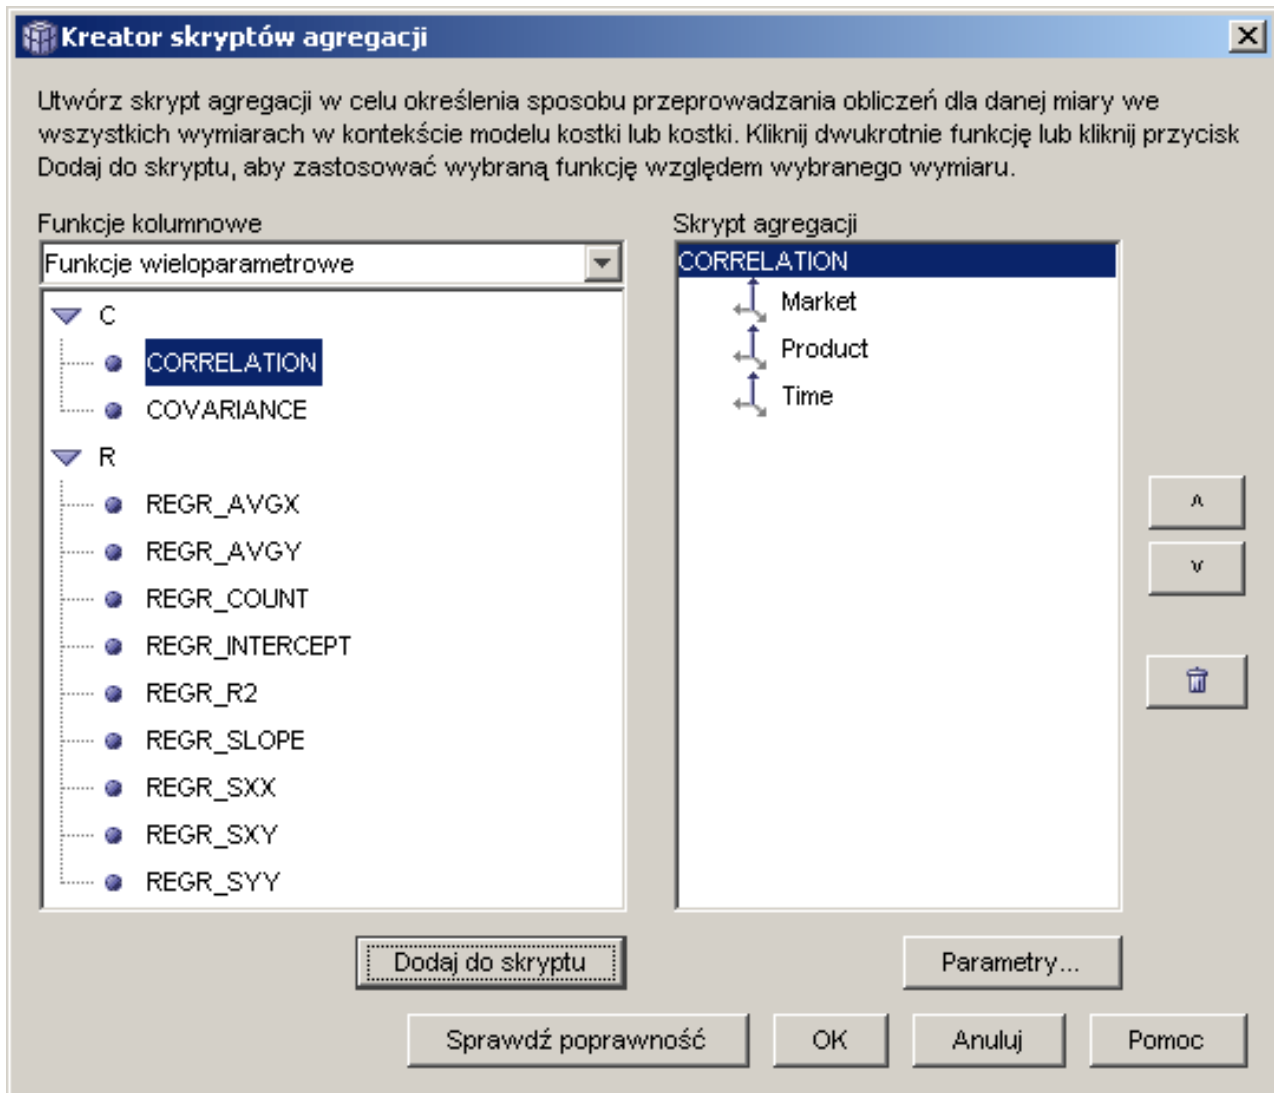 Kreator skryptów agregacji
Utwórz skrypt agregacji w celu określenia sposobu przeprowadzania obliczeń dla danej miary we
wszystkich wymiarach w kontekście modelu kostki lub kostki. Kliknij dwukrotnie funkcję lub kliknij przycisk
Dodaj do skryptu, aby zastosować wybraną funkcję względem wybranego wymiaru.
Funkcje kolumnowe
Funkcje wieloparametrowe
C
CORRELATION
COVARIANCE
R
REGR_AVGX
REGR_AVGY
REGR_COUNT
REGR_INTERCEPT
REGR_R2
REGR_SLOPE
REGR_SXX
REGR_SXY
REGR_SYY
Dodaj do skryptu
Skrypt agregacji
CORRELATION
Market
Product
Time
Parametry...
Sprawdź poprawność
OK
Anuluj
Pomoc